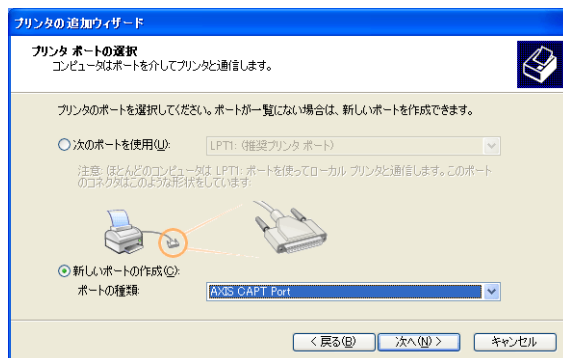 プリンタの追加ウィザード
プリンタ ポートの選択
コンピュータはポートを介してプリンタと通信します。
プリンタのポートを選択してください。ポートが一覧にない場合は、新しいポートを作成できます。
次のポートを使用(U): LPT1: (推奨プリンタ ポート)
注意: ほとんどのコンピュータは LPT1: ポートを使ってローカル プリンタと通信します。このポート
のコネクタはこのような形状をしています:
新しいポートの作成(C):
ポートの種類: AXIS CAPT Port
< 戻る(B) 次へ(N) > キャンセル